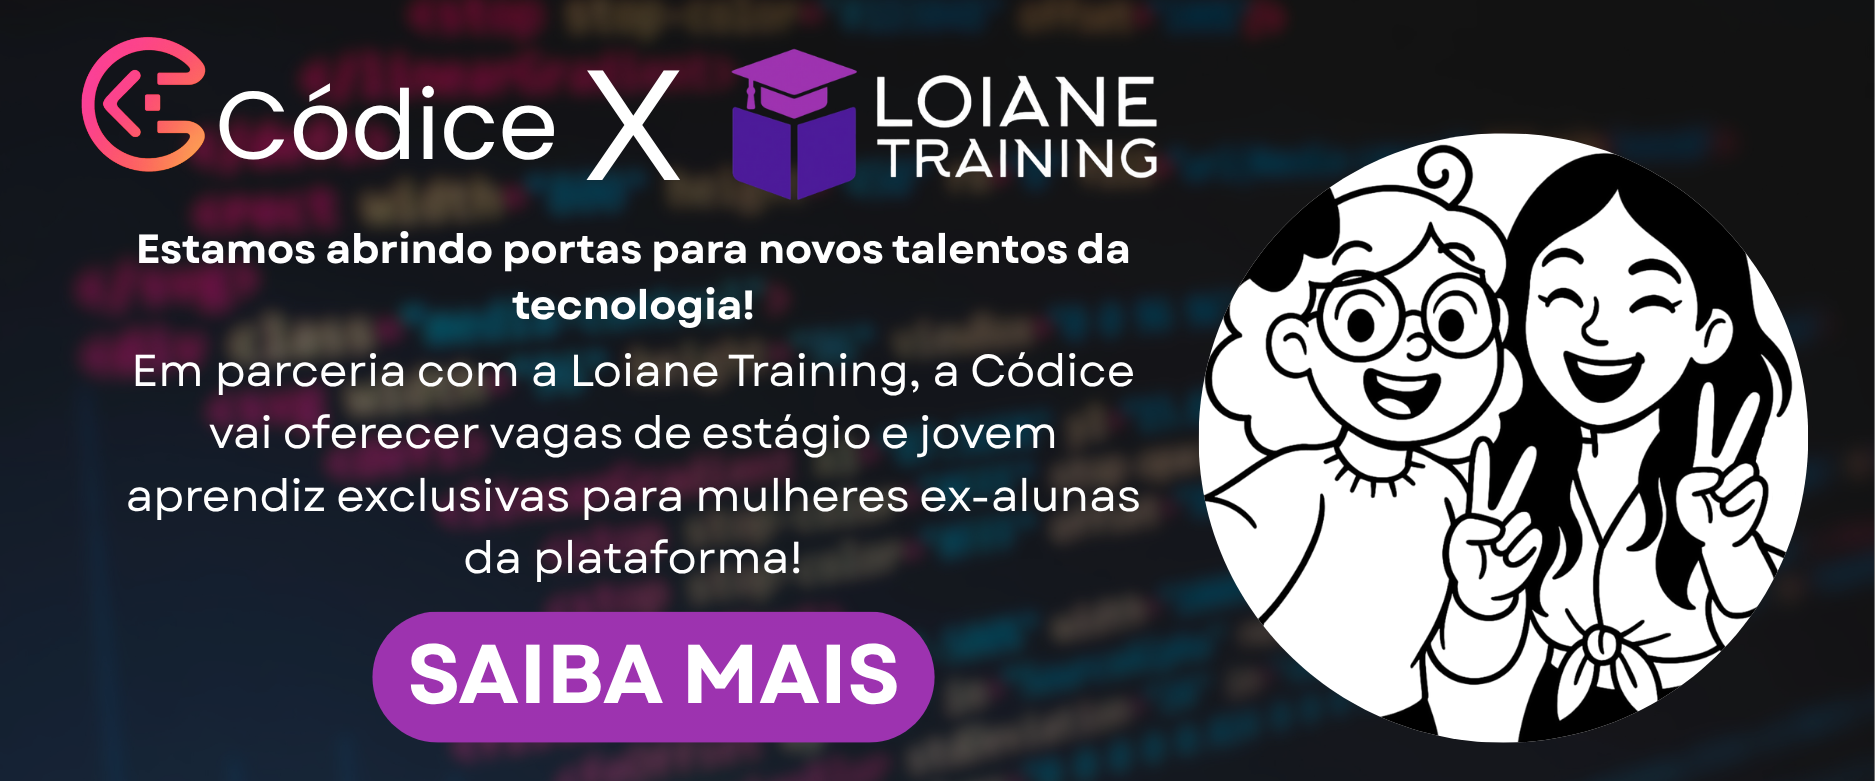 Códice X LOIANE TRAINING
Estamos abrindo portas para novos talentos da
tecnologia!
Em parceria com a Loiane Training, a Códice
vai oferecer vagas de estágio e jovem
aprendiz exclusivas para mulheres ex-alunas
da plataforma!
SAIBA MAIS